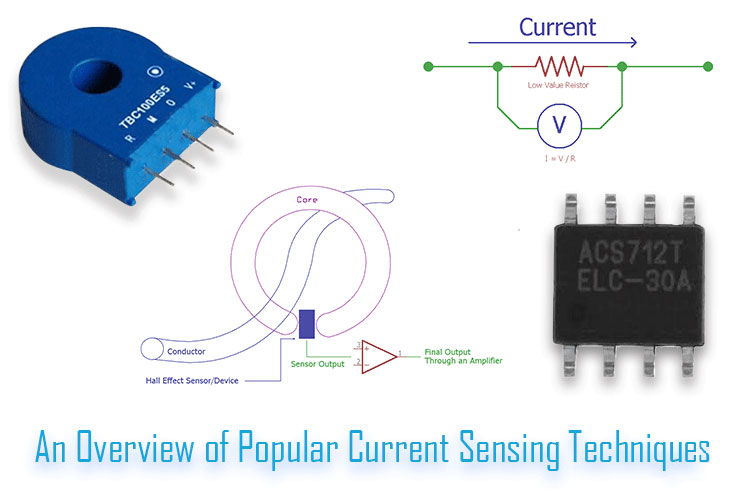 Current
Low Value Reistor
V
I = V / R
TBC100ES5
R M O V+
Core
ACS712T
ELC-30A
Conductor
Hall Effect Sensor/Device
3 +
2 -
1
Sensor Output
Final Output
Through an Amplifier
An Overview of Popular Current Sensing Techniques